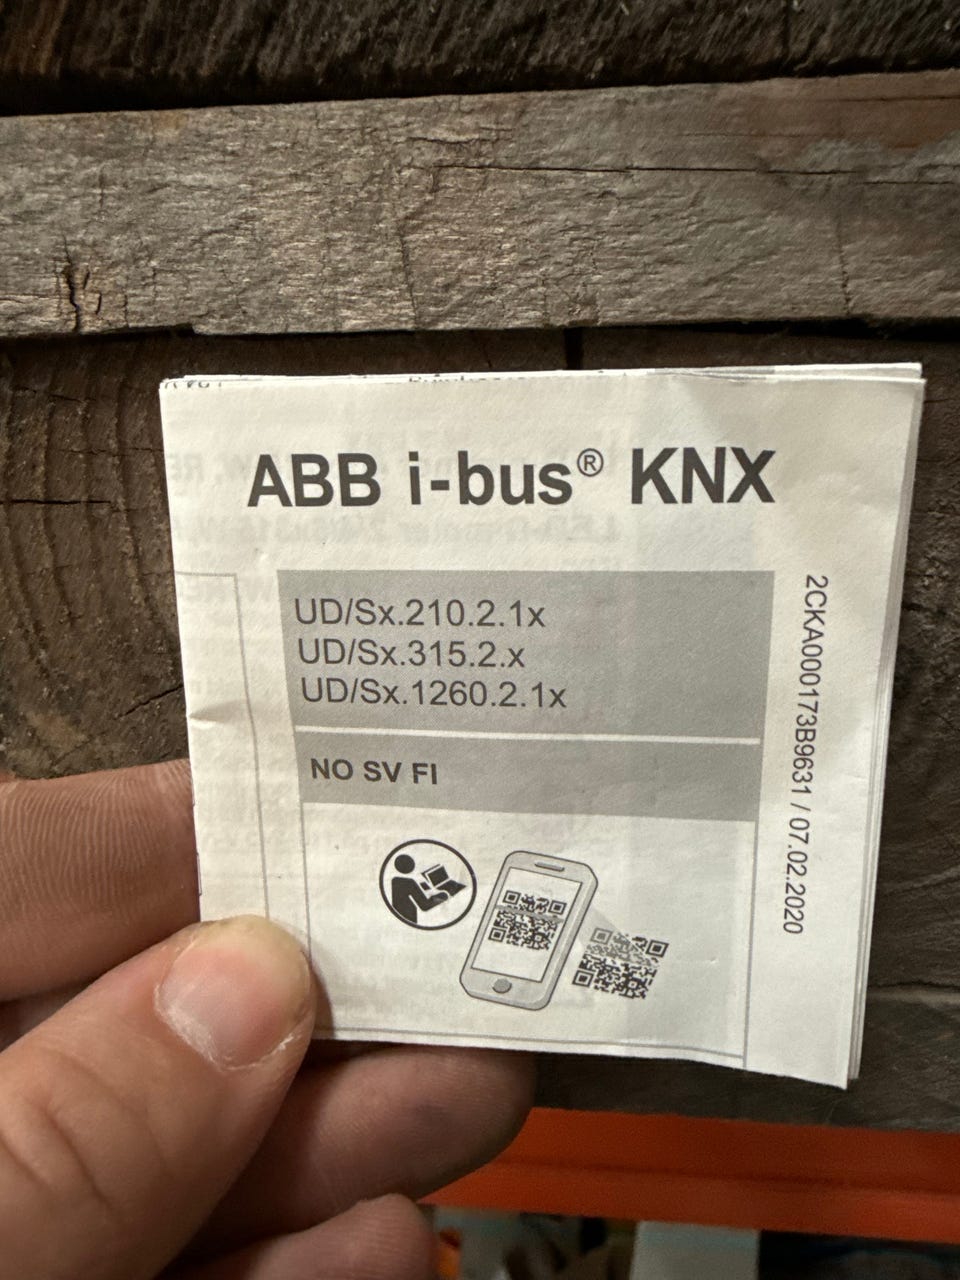 ABB i-bus® KNX
UD/Sx.210.2.1x
UD/Sx.315.2.x
UD/Sx.1260.2.1x
NO SV FI
2CKA000173B9631 / 07.02.2020